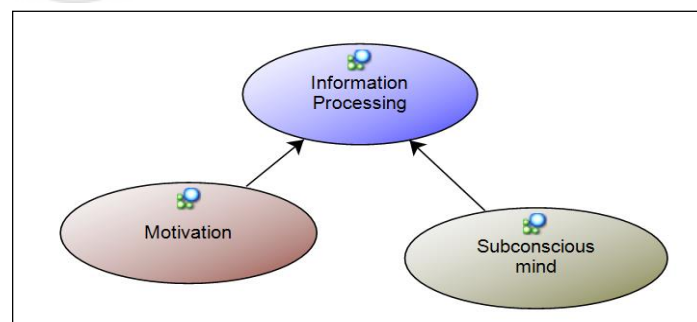 Information
Processing
Motivation
Subconscious
mind